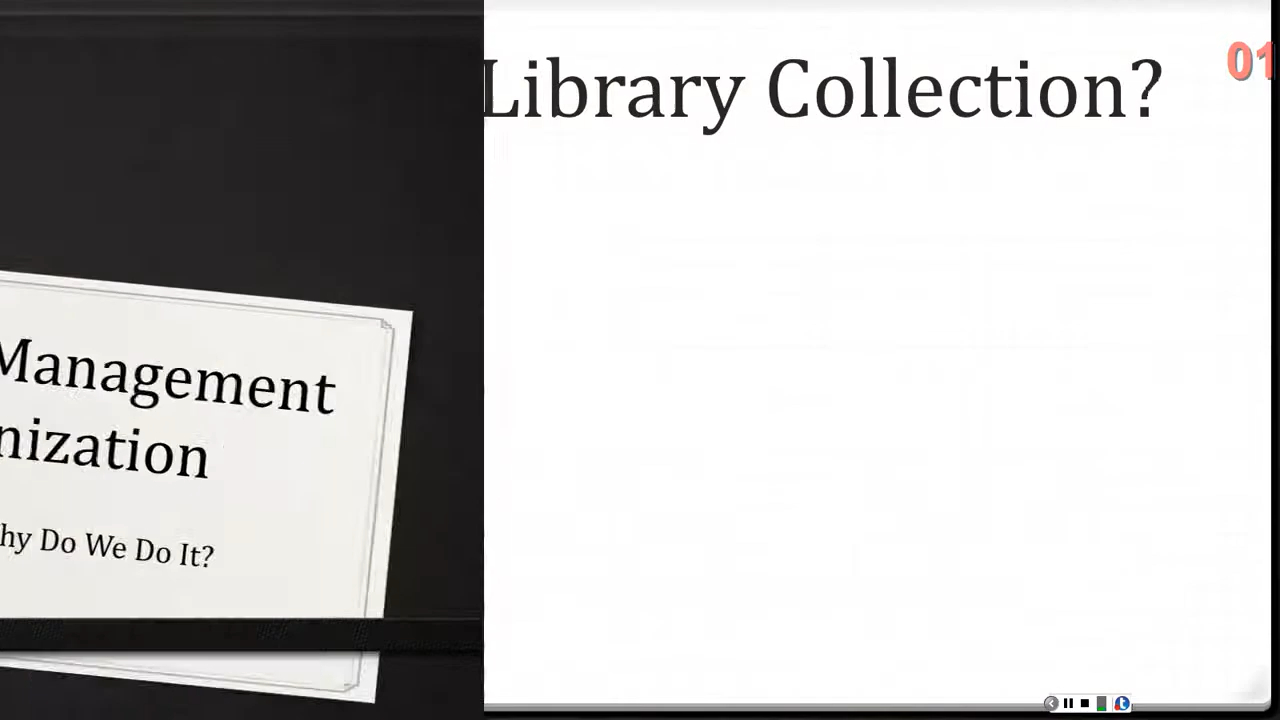 Library Collection?
01
Management
nization
hy Do We Do It?